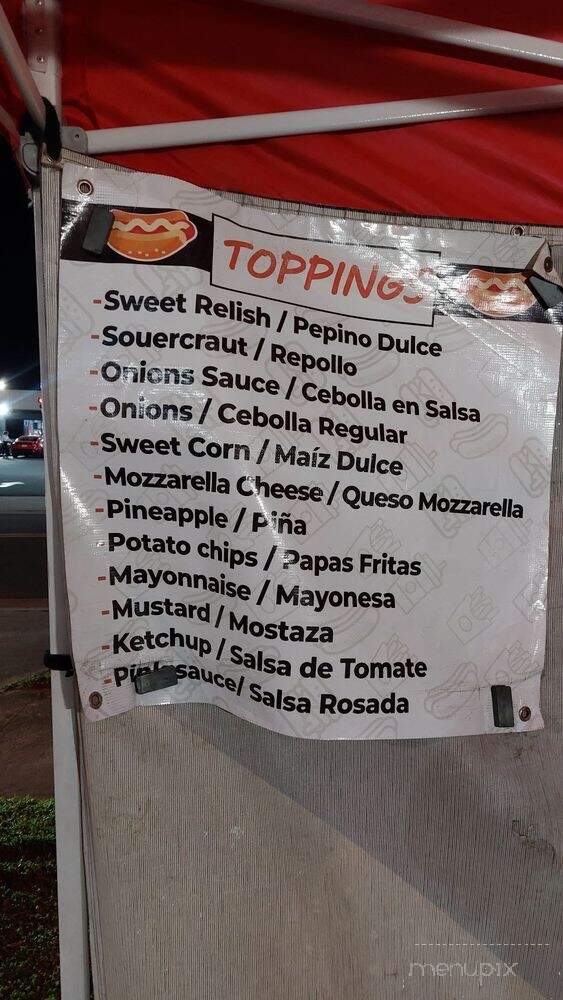 TOPPINGS
-Sweet Relish / Pepino Dulce
-Souercraut / Repollo
-Onions Sauce / Cebolla en Salsa
-Onions / Cebolla Regular
-Sweet Corn / Maíz Dulce
-Mozzarella Cheese / Queso Mozzarella
-Pineapple / Piña
-Potato chips / Papas Fritas
-Mayonnaise / Mayonesa
-Mustard / Mostaza
-Ketchup / Salsa de Tomate
-Pink sauce/ Salsa Rosada
menupix